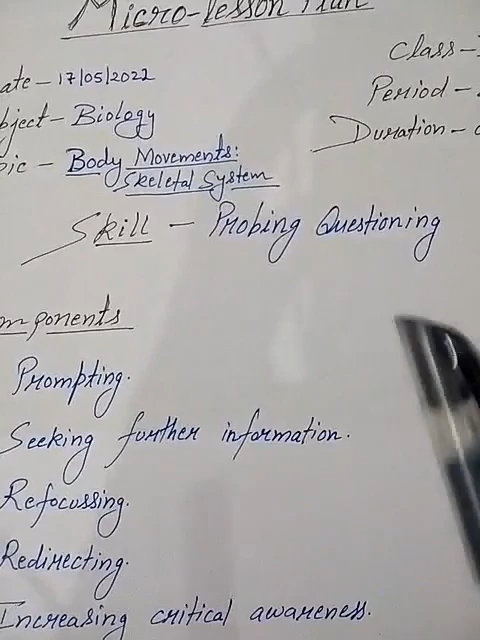 Micro-lesson Plan
Class-
ate - 17/05/2022
Period -
bject - Biology
Duration -
pic - Body Movements:
Skeletal System
Skill - Probing Questioning
mponents
Prompting.
Seeking further information.
Refocussing.
Redirecting.
Increasing critical awareness.